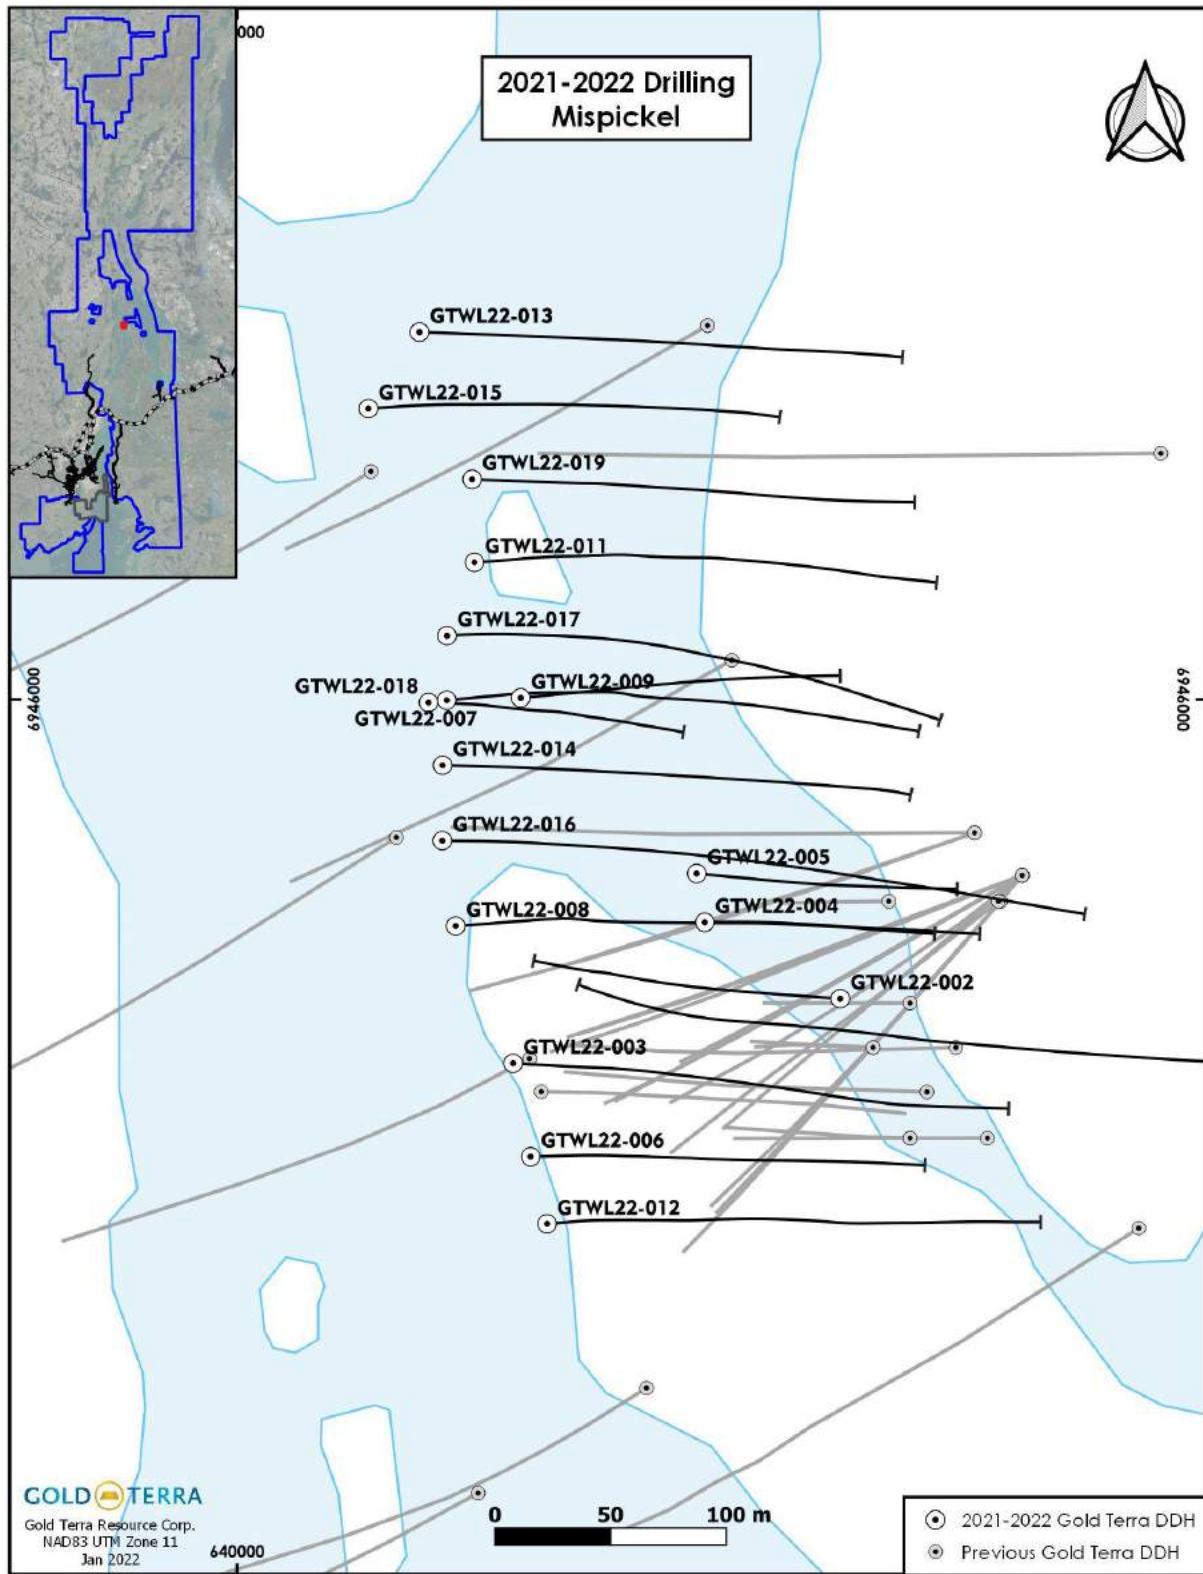 000
2021-2022 Drilling
Mispickel
GTWL22-013
GTWL22-015
GTWL22-019
GTWL22-011
GTWL22-017
GTWL22-018
GTWL22-009
6946000
6946000
GTWL22-007
GTWL22-014
GTWL22-016
GTWL22-005
GTWL22-008
GTWL22-004
GTWL22-002
GTWL22-003
GTWL22-006
GTWL22-012
GOLD TERRA
Gold Terra Resource Corp.
NAD83 UTM Zone 11
Jan 2022
640000
0 50 100 m
2021-2022 Gold Terra DDH
Previous Gold Terra DDH